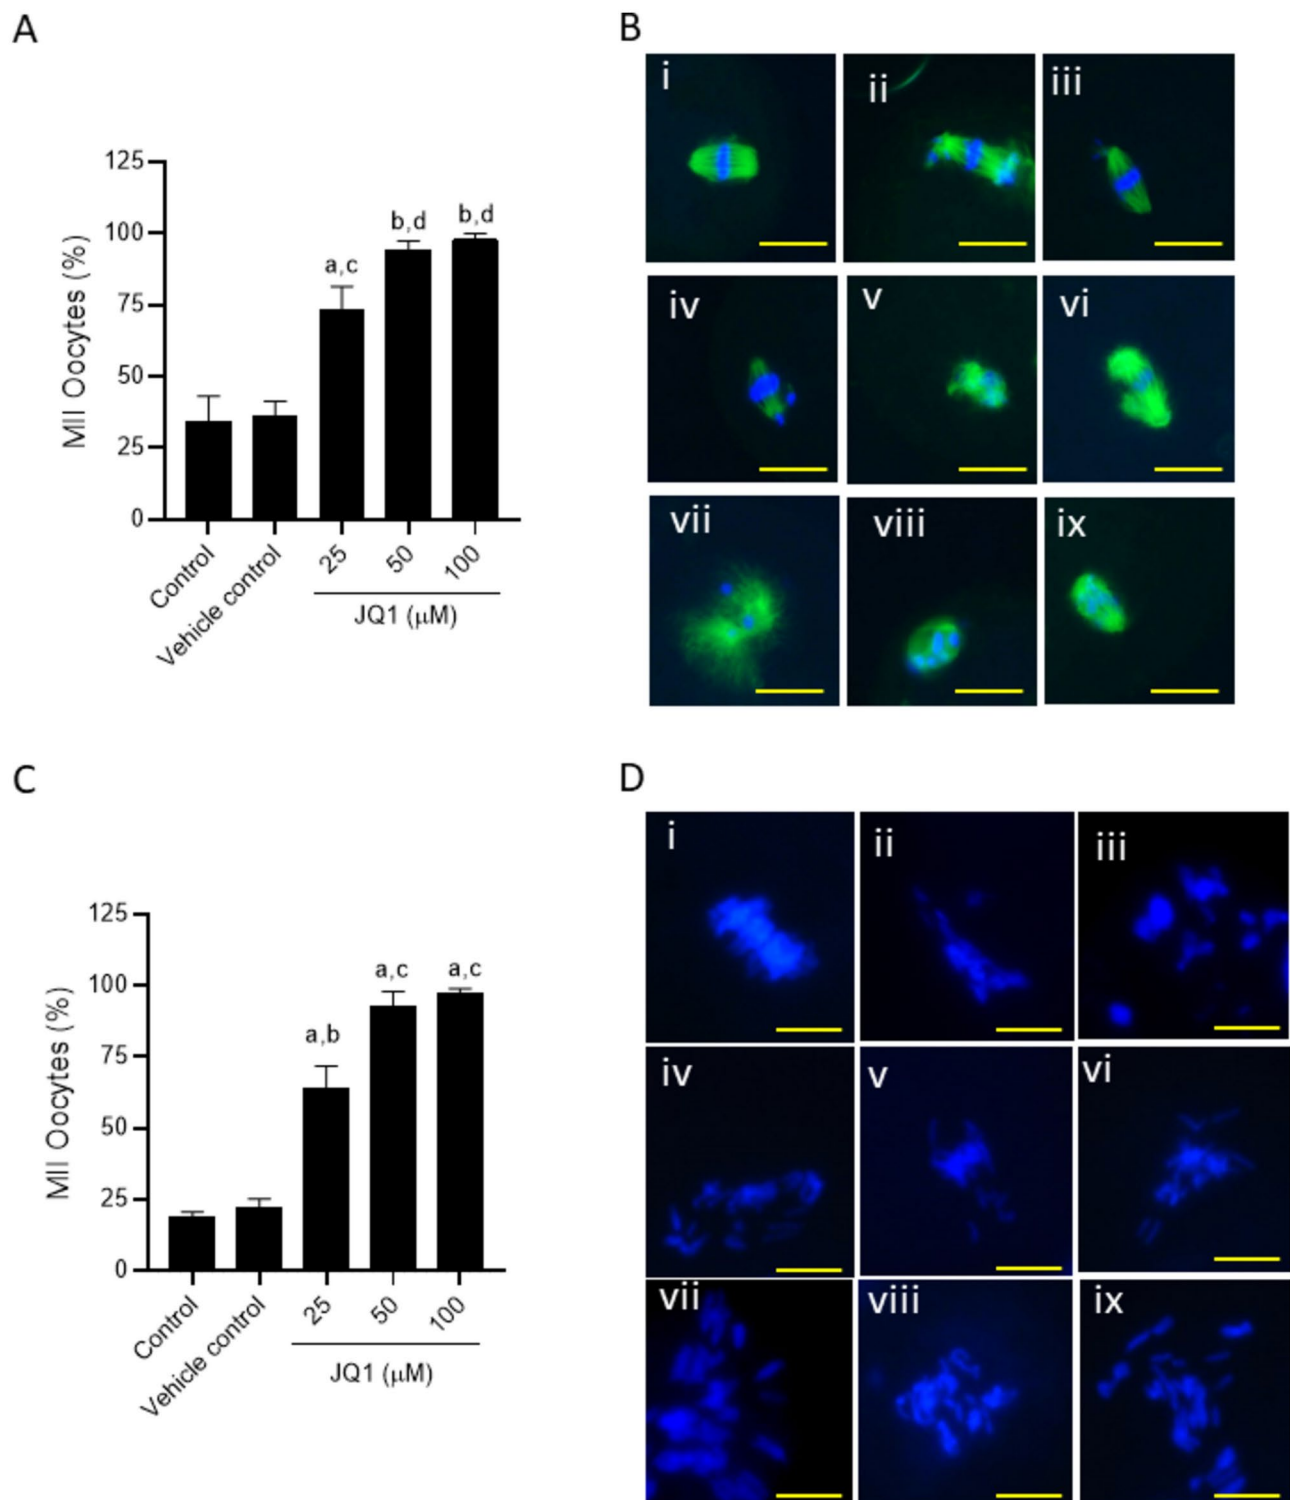 A
125
100
75
50
25
0
MII Oocytes (%)
a,c
b,d
b,d
Control
Vehicle control
25
50
100
JQ1 (μM)
B
i
ii
iii
iv
v
vi
vii
viii
ix
C
125
100
75
50
25
0
MII Oocytes (%)
a,b
a,c
a,c
Control
Vehicle control
25
50
100
JQ1 (μM)
D
i
ii
iii
iv
v
vi
vii
viii
ix